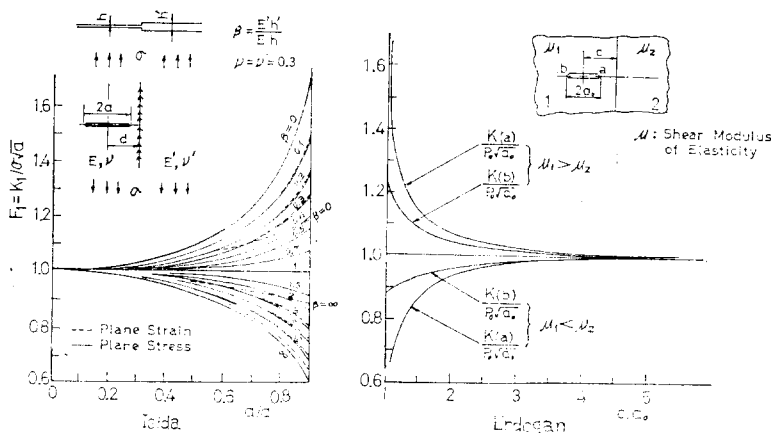 h
h'
β = E'h' / E h
ν = ν' = 0.3
σ
2a
d
E, ν
E', ν'
σ
F₁ = K₁/σ√a
1.6
1.4
1.2
1.0
0.8
0.6
β=0
β=0
β=∞
--- Plane Strain
— Plane Stress
0
0.2
0.4
0.6
0.8
a/d
Isida
1.6
1.4
1.2
1.0
0.8
0.6
μ₁
μ₂
c
b
a
2a₀
1
2
μ : Shear Modulus
of Elasticity
K(a) / P₀√a₀
K(b) / P₀√a₀
μ₁ > μ₂
K(b) / P₀√a₀
K(a) / P₀√a₀
μ₁ < μ₂
1
2
3
4
5
c/a₀
Erdogan